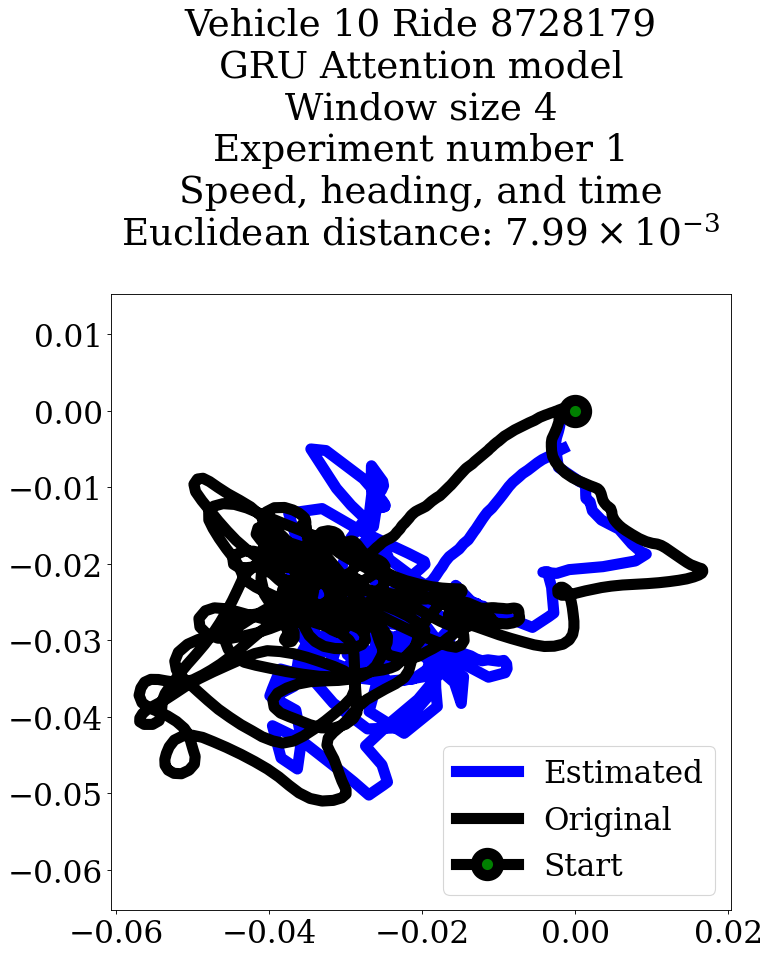 Vehicle 10 Ride 8728179
GRU Attention model
Window size 4
Experiment number 1
Speed, heading, and time
Euclidean distance: 7.99 × 10⁻³
0.01
0.00
−0.01
−0.02
−0.03
−0.04
−0.05
−0.06
Estimated
Original
Start
−0.06 −0.04 −0.02 0.00 0.02